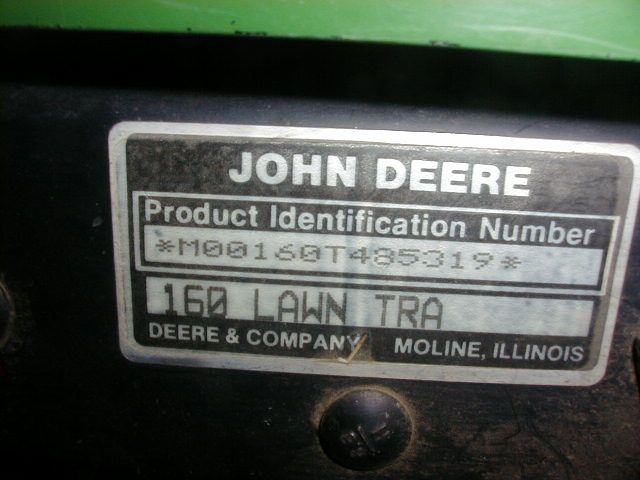 JOHN DEERE
Product Identification Number
*M00160T485319*
160 LAWN TRA
DEERE & COMPANY MOLINE, ILLINOIS